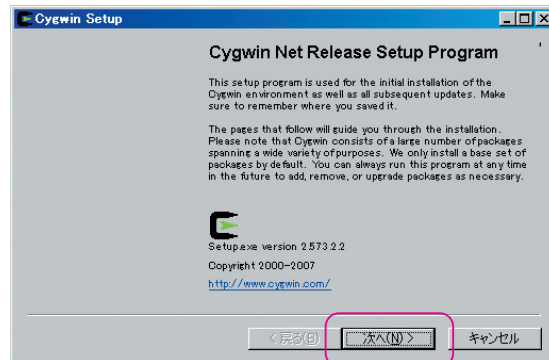 Cygwin Setup
Cygwin Net Release Setup Program
This setup program is used for the initial installation of the
Cygwin environment as well as all subsequent updates. Make
sure to remember where you saved it.
The pages that follow will guide you through the installation.
Please note that Cygwin consists of a large number of packages
spanning a wide variety of purposes. We only install a base set of
packages by default. You can always run this program at any time
in the future to add, remove, or upgrade packages as necessary.
Setup.exe version 2.573.2.2
Copyright 2000-2007
http://www.cygwin.com/
< 戻る(B) 次へ(N) > キャンセル